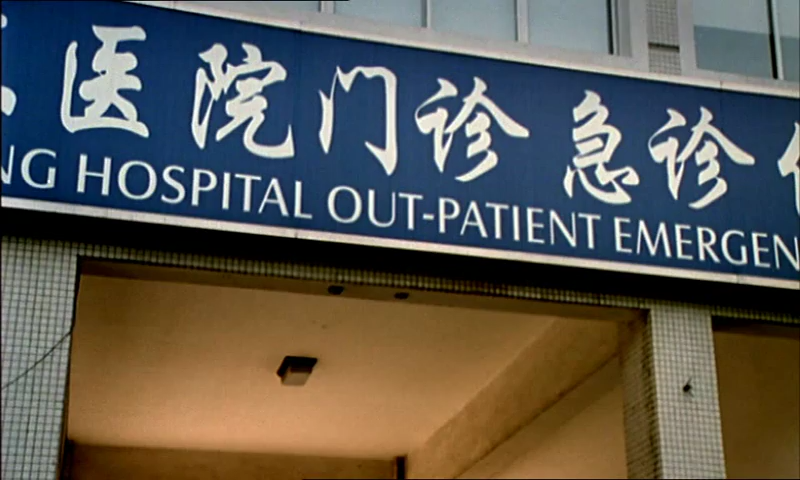 医院门诊 急诊
NG HOSPITAL OUT-PATIENT EMERGEN